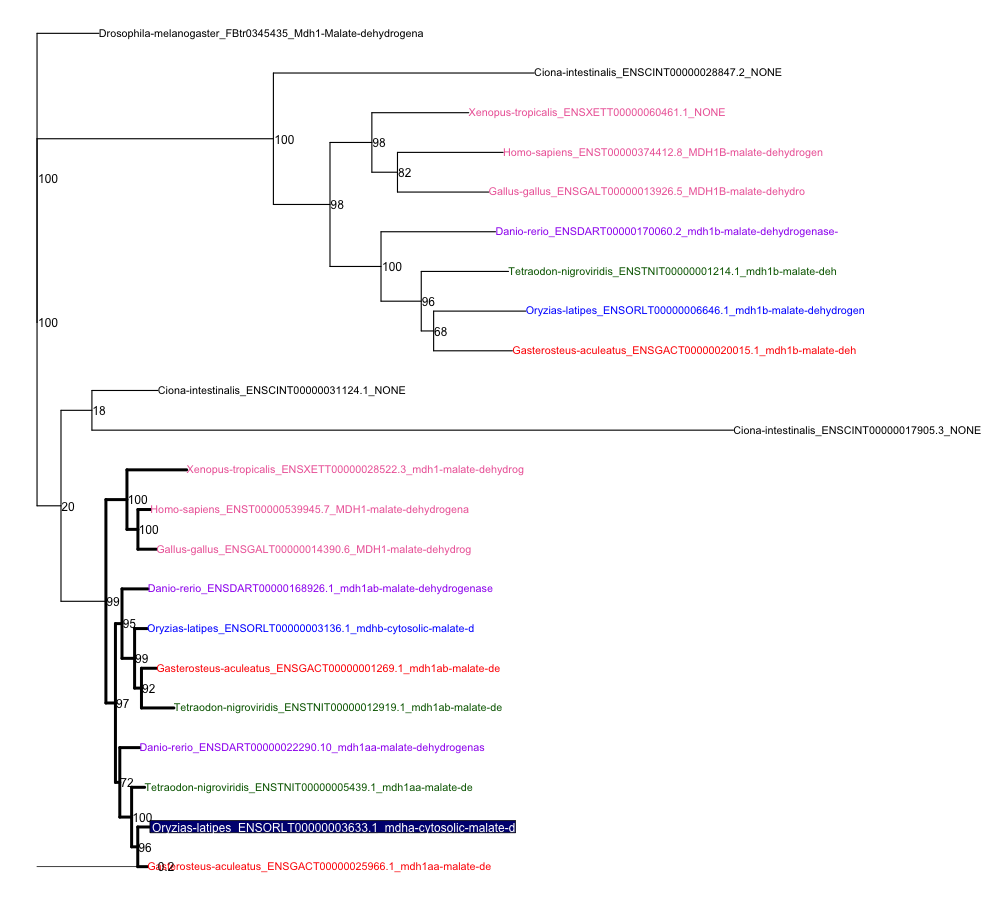 Drosophila-melanogaster_FBtr0345435_Mdh1-Malate-dehydrogena
Ciona-intestinalis_ENSCINT00000028847.2_NONE
Xenopus-tropicalis_ENSXETT00000060461.1_NONE
100
98
Homo-sapiens_ENST00000374412.8_MDH1B-malate-dehydrogen
82
100
Gallus-gallus_ENSGALT00000013926.5_MDH1B-malate-dehydro
98
Danio-rerio_ENSDART00000170060.2_mdh1b-malate-dehydrogenase-
100
Tetraodon-nigroviridis_ENSTNIT00000001214.1_mdh1b-malate-deh
96
Oryzias-latipes_ENSORLT00000006646.1_mdh1b-malate-dehydrogen
100
68
Gasterosteus-aculeatus_ENSGACT00000020015.1_mdh1b-malate-deh
Ciona-intestinalis_ENSCINT00000031124.1_NONE
18
Ciona-intestinalis_ENSCINT00000017905.3_NONE
Xenopus-tropicalis_ENSXETT00000028522.3_mdh1-malate-dehydrog
100
20
Homo-sapiens_ENST00000539945.7_MDH1-malate-dehydrogena
100
Gallus-gallus_ENSGALT00000014390.6_MDH1-malate-dehydrog
Danio-rerio_ENSDART00000168926.1_mdh1ab-malate-dehydrogenase
99
95
Oryzias-latipes_ENSORLT00000003136.1_mdhb-cytosolic-malate-d
99
Gasterosteus-aculeatus_ENSGACT00000001269.1_mdh1ab-malate-de
92
97
Tetraodon-nigroviridis_ENSTNIT00000012919.1_mdh1ab-malate-de
Danio-rerio_ENSDART00000022290.10_mdh1aa-malate-dehydrogenas
72
Tetraodon-nigroviridis_ENSTNIT00000005439.1_mdh1aa-malate-de
100
Oryzias-latipes_ENSORLT00000003633.1_mdha-cytosolic-malate-d
96
Gasterosteus-aculeatus_ENSGACT00000025966.1_mdh1aa-malate-de
0.2